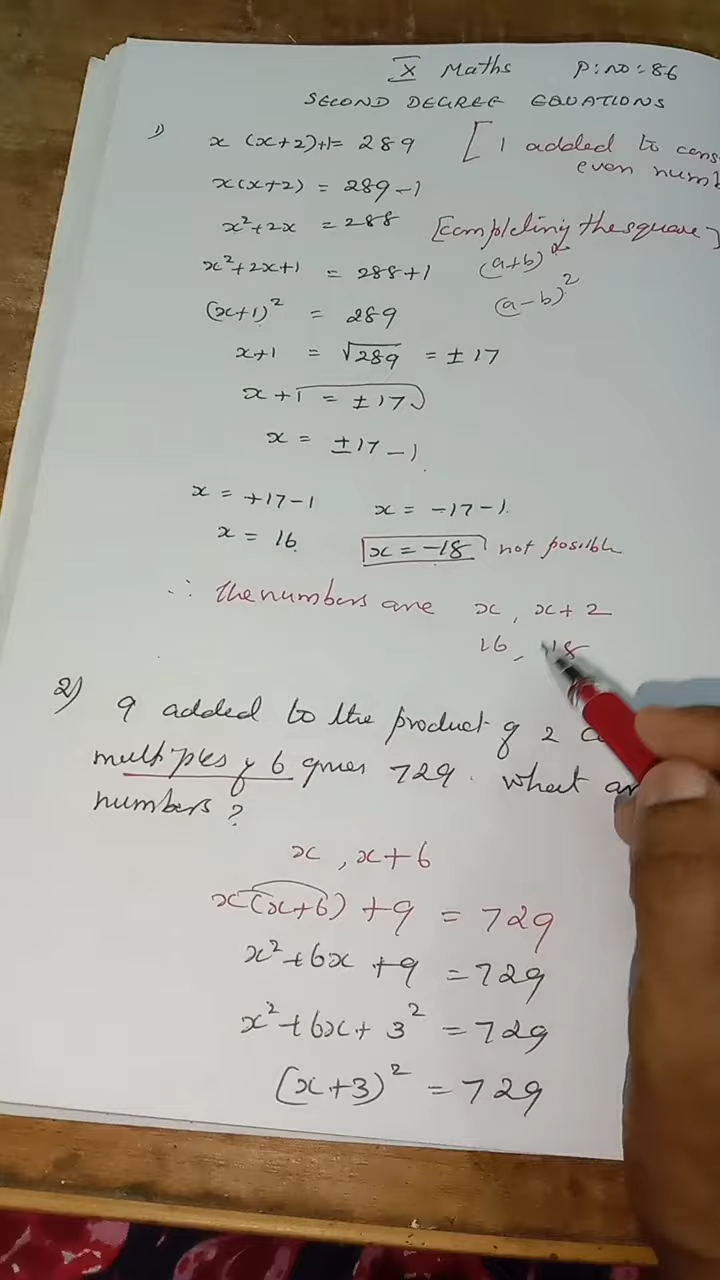 X Maths P: no: 86
SECOND DEGREE EQUATIONS
1) x (x+2)+1 = 289 [ 1 added to
even
x(x+2) = 289-1
x²+2x = 288 [completing the square]
x²+2x+1 = 288+1 (a+b)²
(x+1)² = 289 (a-b)²
x+1 = √289 = ±17
x+1 = ±17
x = ±17-1
x = +17-1 x = -17-1
x = 16 x = -18 not possible
∴ the numbers are x, x+2
16, 18
2) 9 added to the product of 2
multiples of 6 gives 729. What
numbers?
x, x+6
x(x+6) +9 = 729
x²+6x +9 = 729
x²+6x+ 3² = 729
(x+3)² = 729